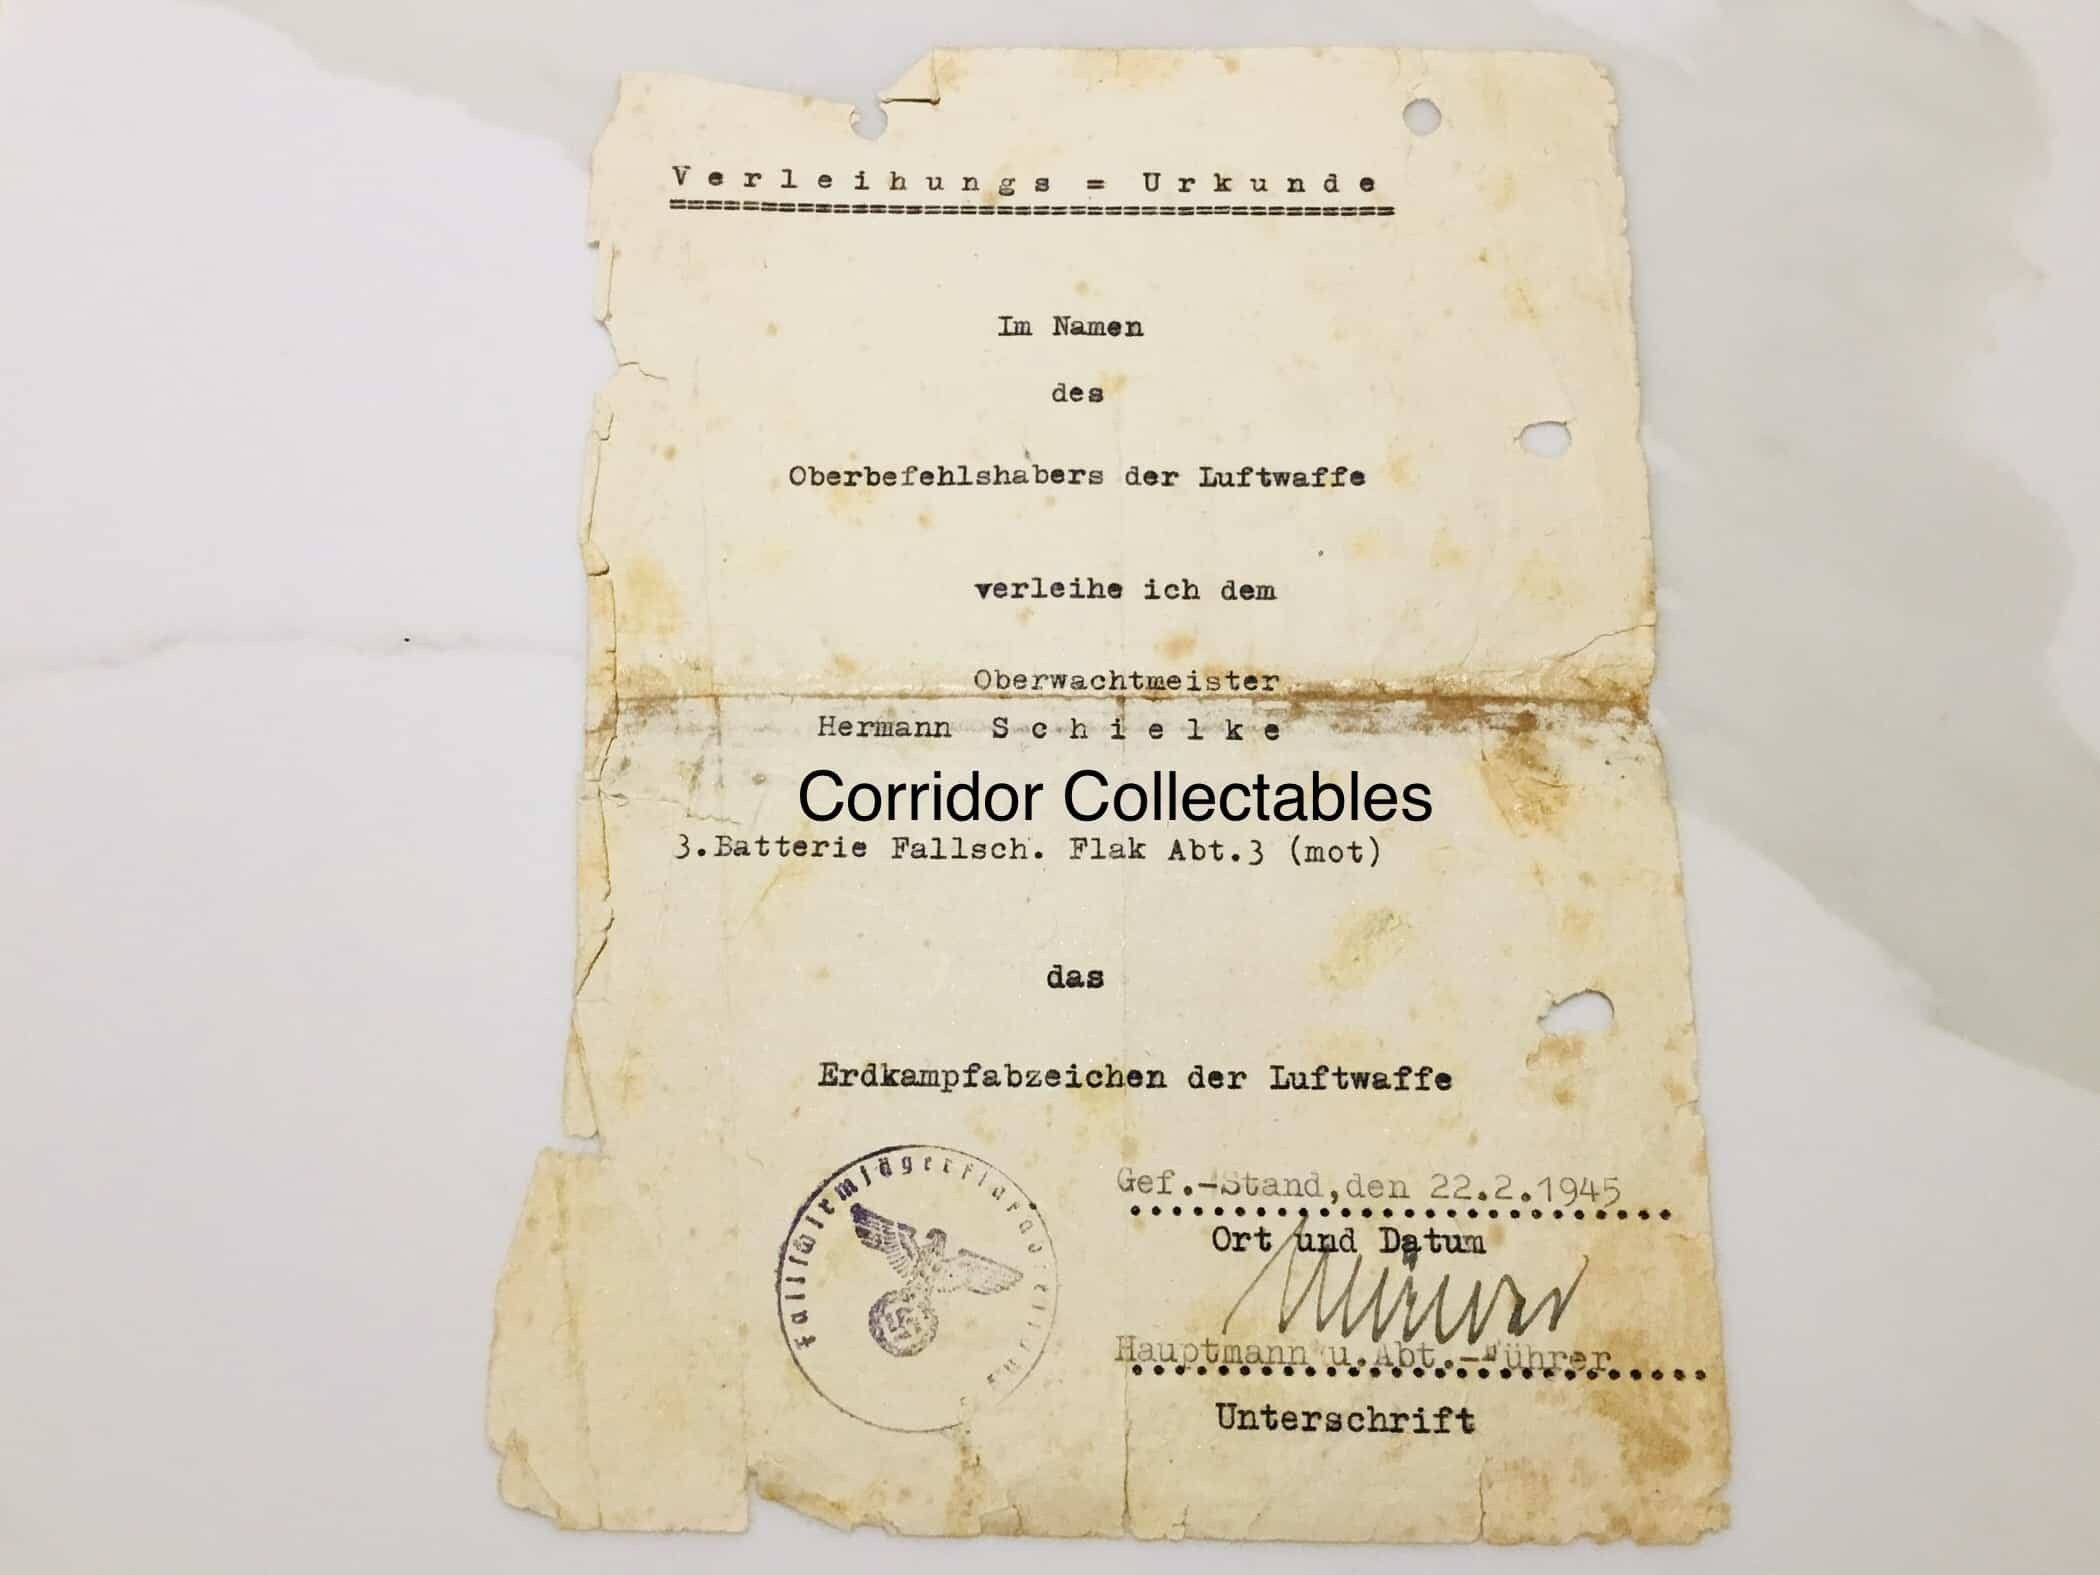 Verleihungs = Urkunde
Im Namen
des
Oberbefehlshabers der Luftwaffe
verleihe ich dem
Oberwachtmeister
Hermann Schielke
Corridor Collectables
3.Batterie Fallsch. Flak Abt.3 (mot)
das
Erdkampfabzeichen der Luftwaffe
Gef.-Stand,den 22.2.1945
Ort und Datum
Hauptmann u.Abt.-Führer
Unterschrift